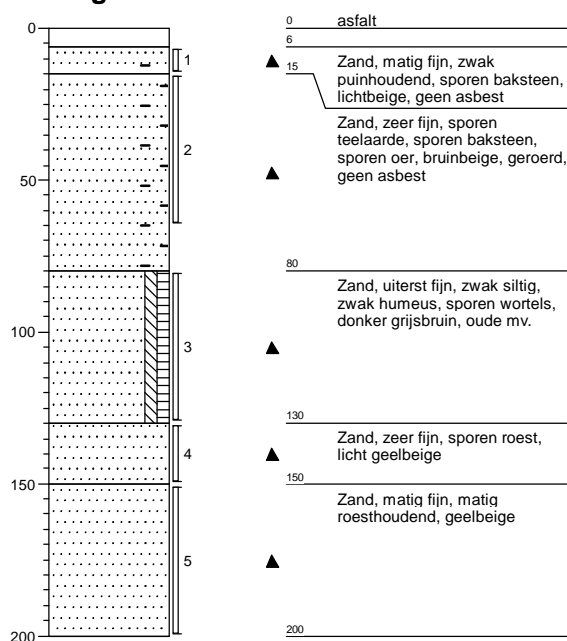 0
50
100
150
200
1
2
3
4
5
0
asfalt
6
15
Zand, matig fijn, zwak
puinhoudend, sporen baksteen,
lichtbeige, geen asbest
Zand, zeer fijn, sporen
teelaarde, sporen baksteen,
sporen oer, bruinbeige, geroerd,
geen asbest
80
Zand, uiterst fijn, zwak siltig,
zwak humeus, sporen wortels,
donker grijsbruin, oude mv.
130
Zand, zeer fijn, sporen roest,
licht geelbeige
150
Zand, matig fijn, matig
roesthoudend, geelbeige
200